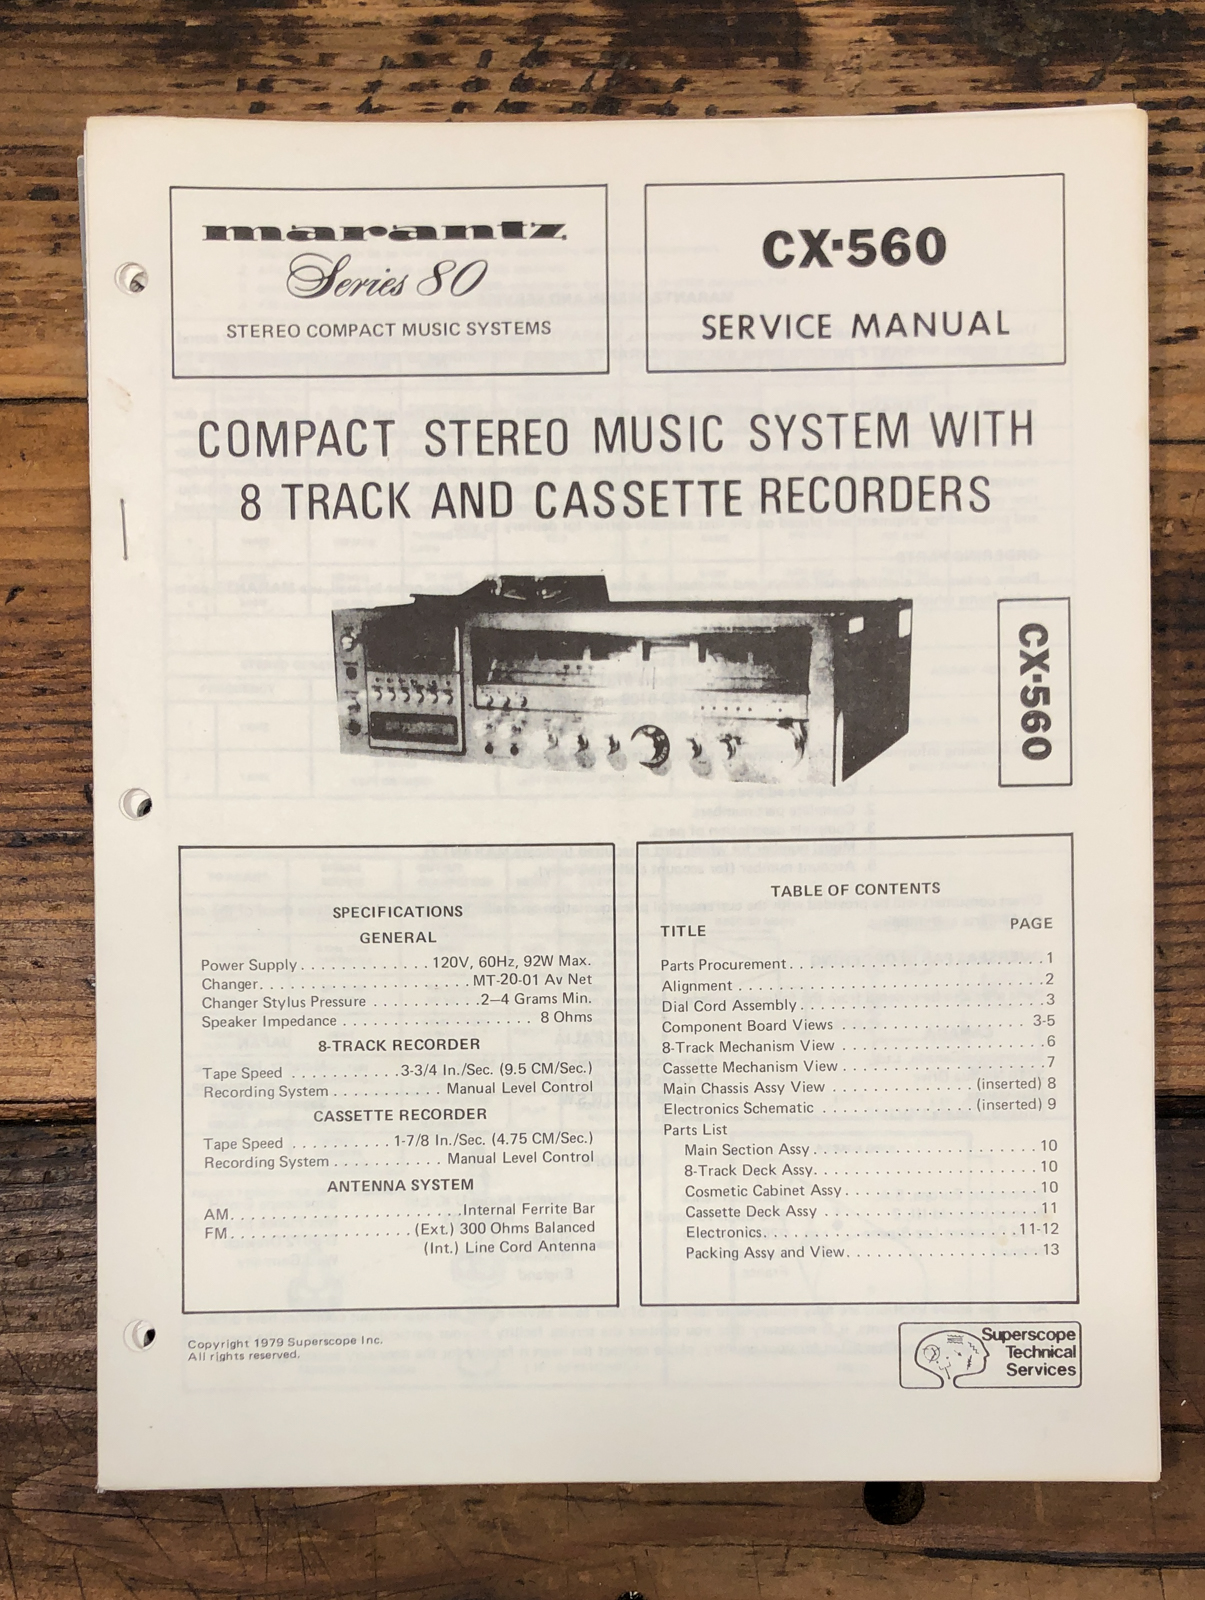 marantz
Series 80
STEREO COMPACT MUSIC SYSTEMS
CX-560
SERVICE MANUAL
COMPACT STEREO MUSIC SYSTEM WITH
8 TRACK AND CASSETTE RECORDERS
CX-560
SPECIFICATIONS
GENERAL
Power Supply . . . . . . . . . . . . . 120V, 60Hz, 92W Max.
Changer. . . . . . . . . . . . . . . . . . . . . MT-20-01 Av Net
Changer Stylus Pressure . . . . . . . . . . .2—4 Grams Min.
Speaker Impedance . . . . . . . . . . . . . . . . . . . 8 Ohms
8-TRACK RECORDER
Tape Speed . . . . . . . . . . .3-3/4 In./Sec. (9.5 CM/Sec.)
Recording System . . . . . . . . . . . Manual Level Control
CASSETTE RECORDER
Tape Speed . . . . . . . . . . 1-7/8 In./Sec. (4.75 CM/Sec.)
Recording System . . . . . . . . . . . Manual Level Control
ANTENNA SYSTEM
AM. . . . . . . . . . . . . . . . . . . . . . . .Internal Ferrite Bar
FM. . . . . . . . . . . . . . . . . . . (Ext.) 300 Ohms Balanced
(Int.) Line Cord Antenna
TABLE OF CONTENTS
TITLE PAGE
Parts Procurement. . . . . . . . . . . . . . . . . . . . . . . . . .1
Alignment . . . . . . . . . . . . . . . . . . . . . . . . . . . . . . .2
Dial Cord Assembly. . . . . . . . . . . . . . . . . . . . . . . . .3
Component Board Views . . . . . . . . . . . . . . . . . . . . 3-5
8-Track Mechanism View . . . . . . . . . . . . . . . . . . . . . 6
Cassette Mechanism View . . . . . . . . . . . . . . . . . . . . .7
Main Chassis Assy View . . . . . . . . . . . . . . . (inserted) 8
Electronics Schematic . . . . . . . . . . . . . . . (inserted) 9
Parts List
Main Section Assy . . . . . . . . . . . . . . . . . . . . . . . 10
8-Track Deck Assy. . . . . . . . . . . . . . . . . . . . . . . 10
Cosmetic Cabinet Assy . . . . . . . . . . . . . . . . . . . . 10
Cassette Deck Assy . . . . . . . . . . . . . . . . . . . . . . 11
Electronics. . . . . . . . . . . . . . . . . . . . . . . . . .11-12
Packing Assy and View. . . . . . . . . . . . . . . . . . . . 13
Copyright 1979 Superscope Inc.
All rights reserved.
Superscope
Technical
Services